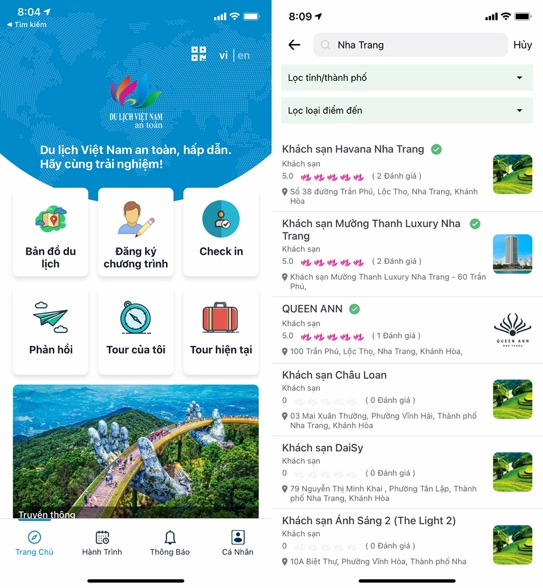 8:04
Tìm kiếm
vi | en
DU LỊCH VIỆT NAM
an toàn
Du lịch Việt Nam an toàn, hấp dẫn.
Hãy cùng trải nghiệm!
Bản đồ du
lịch
Đăng ký
chương trình
Check in
Phản hồi
Tour của tôi
Tour hiện tại
Truyền thông
Trang Chủ
Hành Trình
Thông Báo
Cá Nhân
8:09
Nha Trang
Hủy
Lọc tỉnh/thành phố
Lọc loại điểm đến
Khách sạn Havana Nha Trang
Khách sạn
5.0 ( 2 Đánh giá )
Số 38 đường Trần Phú, Lộc Thọ, Nha Trang, Khánh
Hòa
Khách sạn Mường Thanh Luxury Nha
Trang
Khách sạn
5.0 ( 2 Đánh giá )
Khách sạn Mường Thanh Luxury Nha Trang - 60 Trần
Phú,
QUEEN ANN
Khách sạn
5.0 ( 1 Đánh giá )
100 Trần Phú, Lộc Thọ, Nha Trang, Khánh Hòa,
QUEEN ANN
NHA TRANG
Khách sạn Châu Loan
Khách sạn
0 ( 0 Đánh giá )
03 Mai Xuân Thưởng, Phường Vĩnh Hải, Thành phố
Nha Trang, Khánh Hòa
Khách sạn DaiSy
Khách sạn
0 ( 0 Đánh giá )
79 Nguyễn Thị Minh Khai , Phường Tân Lập, Thành
phố Nha Trang, Khánh Hòa
Khách sạn Ánh Sáng 2 (The Light 2)
Khách sạn
0 ( 0 Đánh giá )
10A Biệt Thự, Phường Vĩnh Hòa, Thành phố Nha